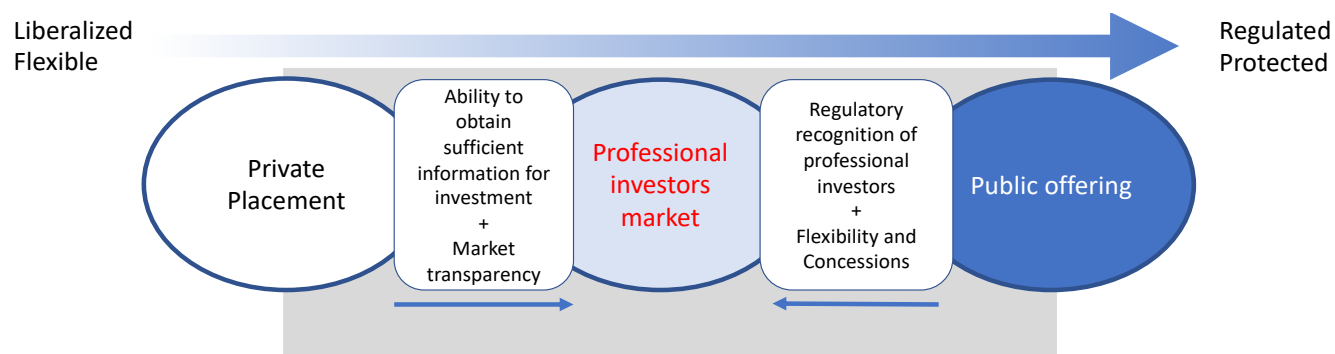 Liberalized
Flexible
Regulated
Protected
Private
Placement
Ability to
obtain
sufficient
information for
investment
+
Market
transparency
Professional
investors
market
Regulatory
recognition of
professional
investors
+
Flexibility and
Concessions
Public offering